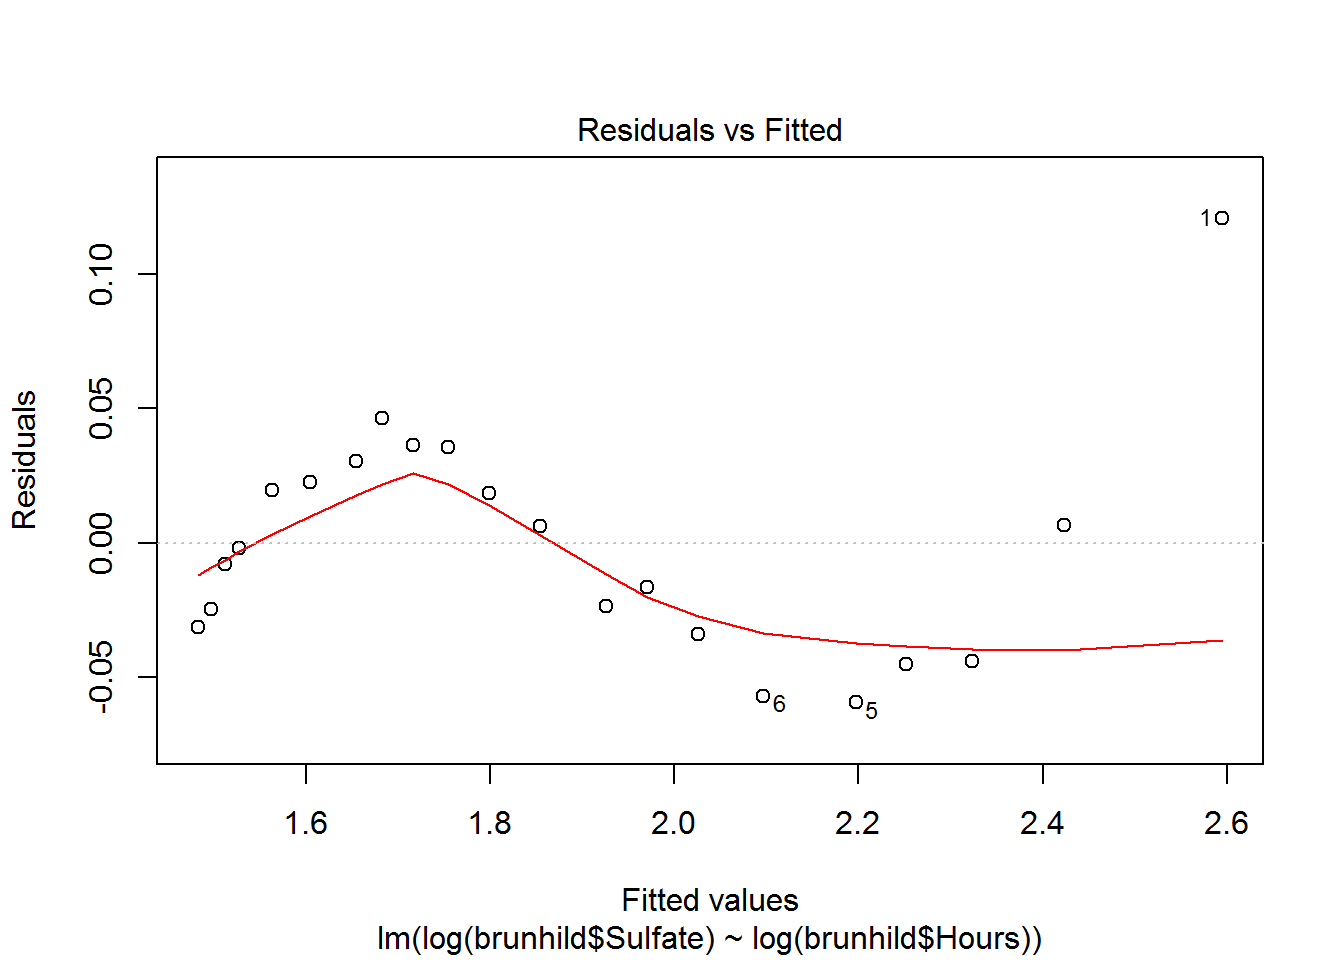 Residuals vs Fitted
Residuals
0.10
0.05
0.00
-0.05
1
6
5
1.6 1.8 2.0 2.2 2.4 2.6
Fitted values
lm(log(brunhild$Sulfate) ~ log(brunhild$Hours))